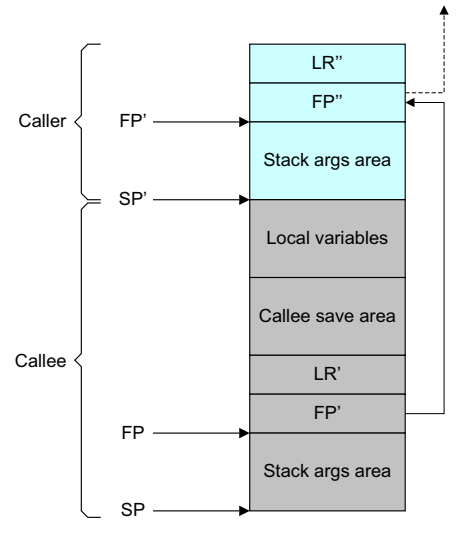 LR''
FP''
Caller
FP'
Stack args area
SP'
Local variables
Callee save area
Callee
LR'
FP'
FP
Stack args area
SP